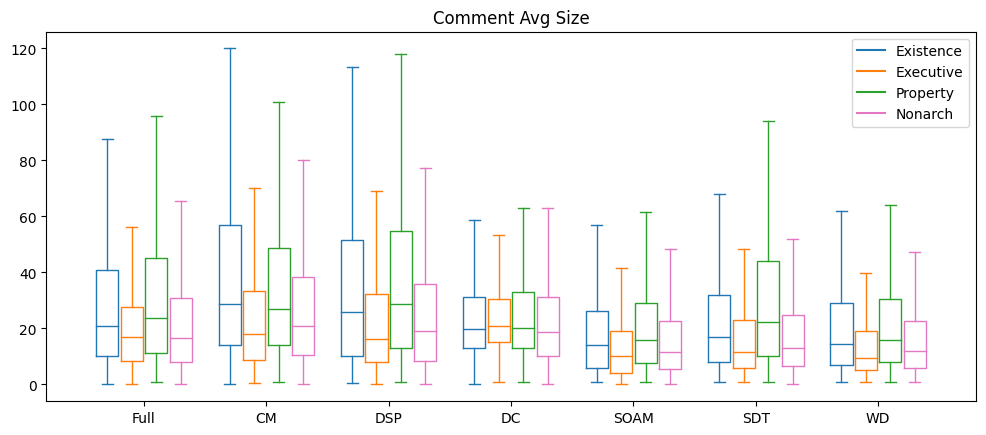 Comment Avg Size
120
100
80
60
40
20
0
Existence
Executive
Property
Nonarch
Full CM DSP DC SOAM SDT WD